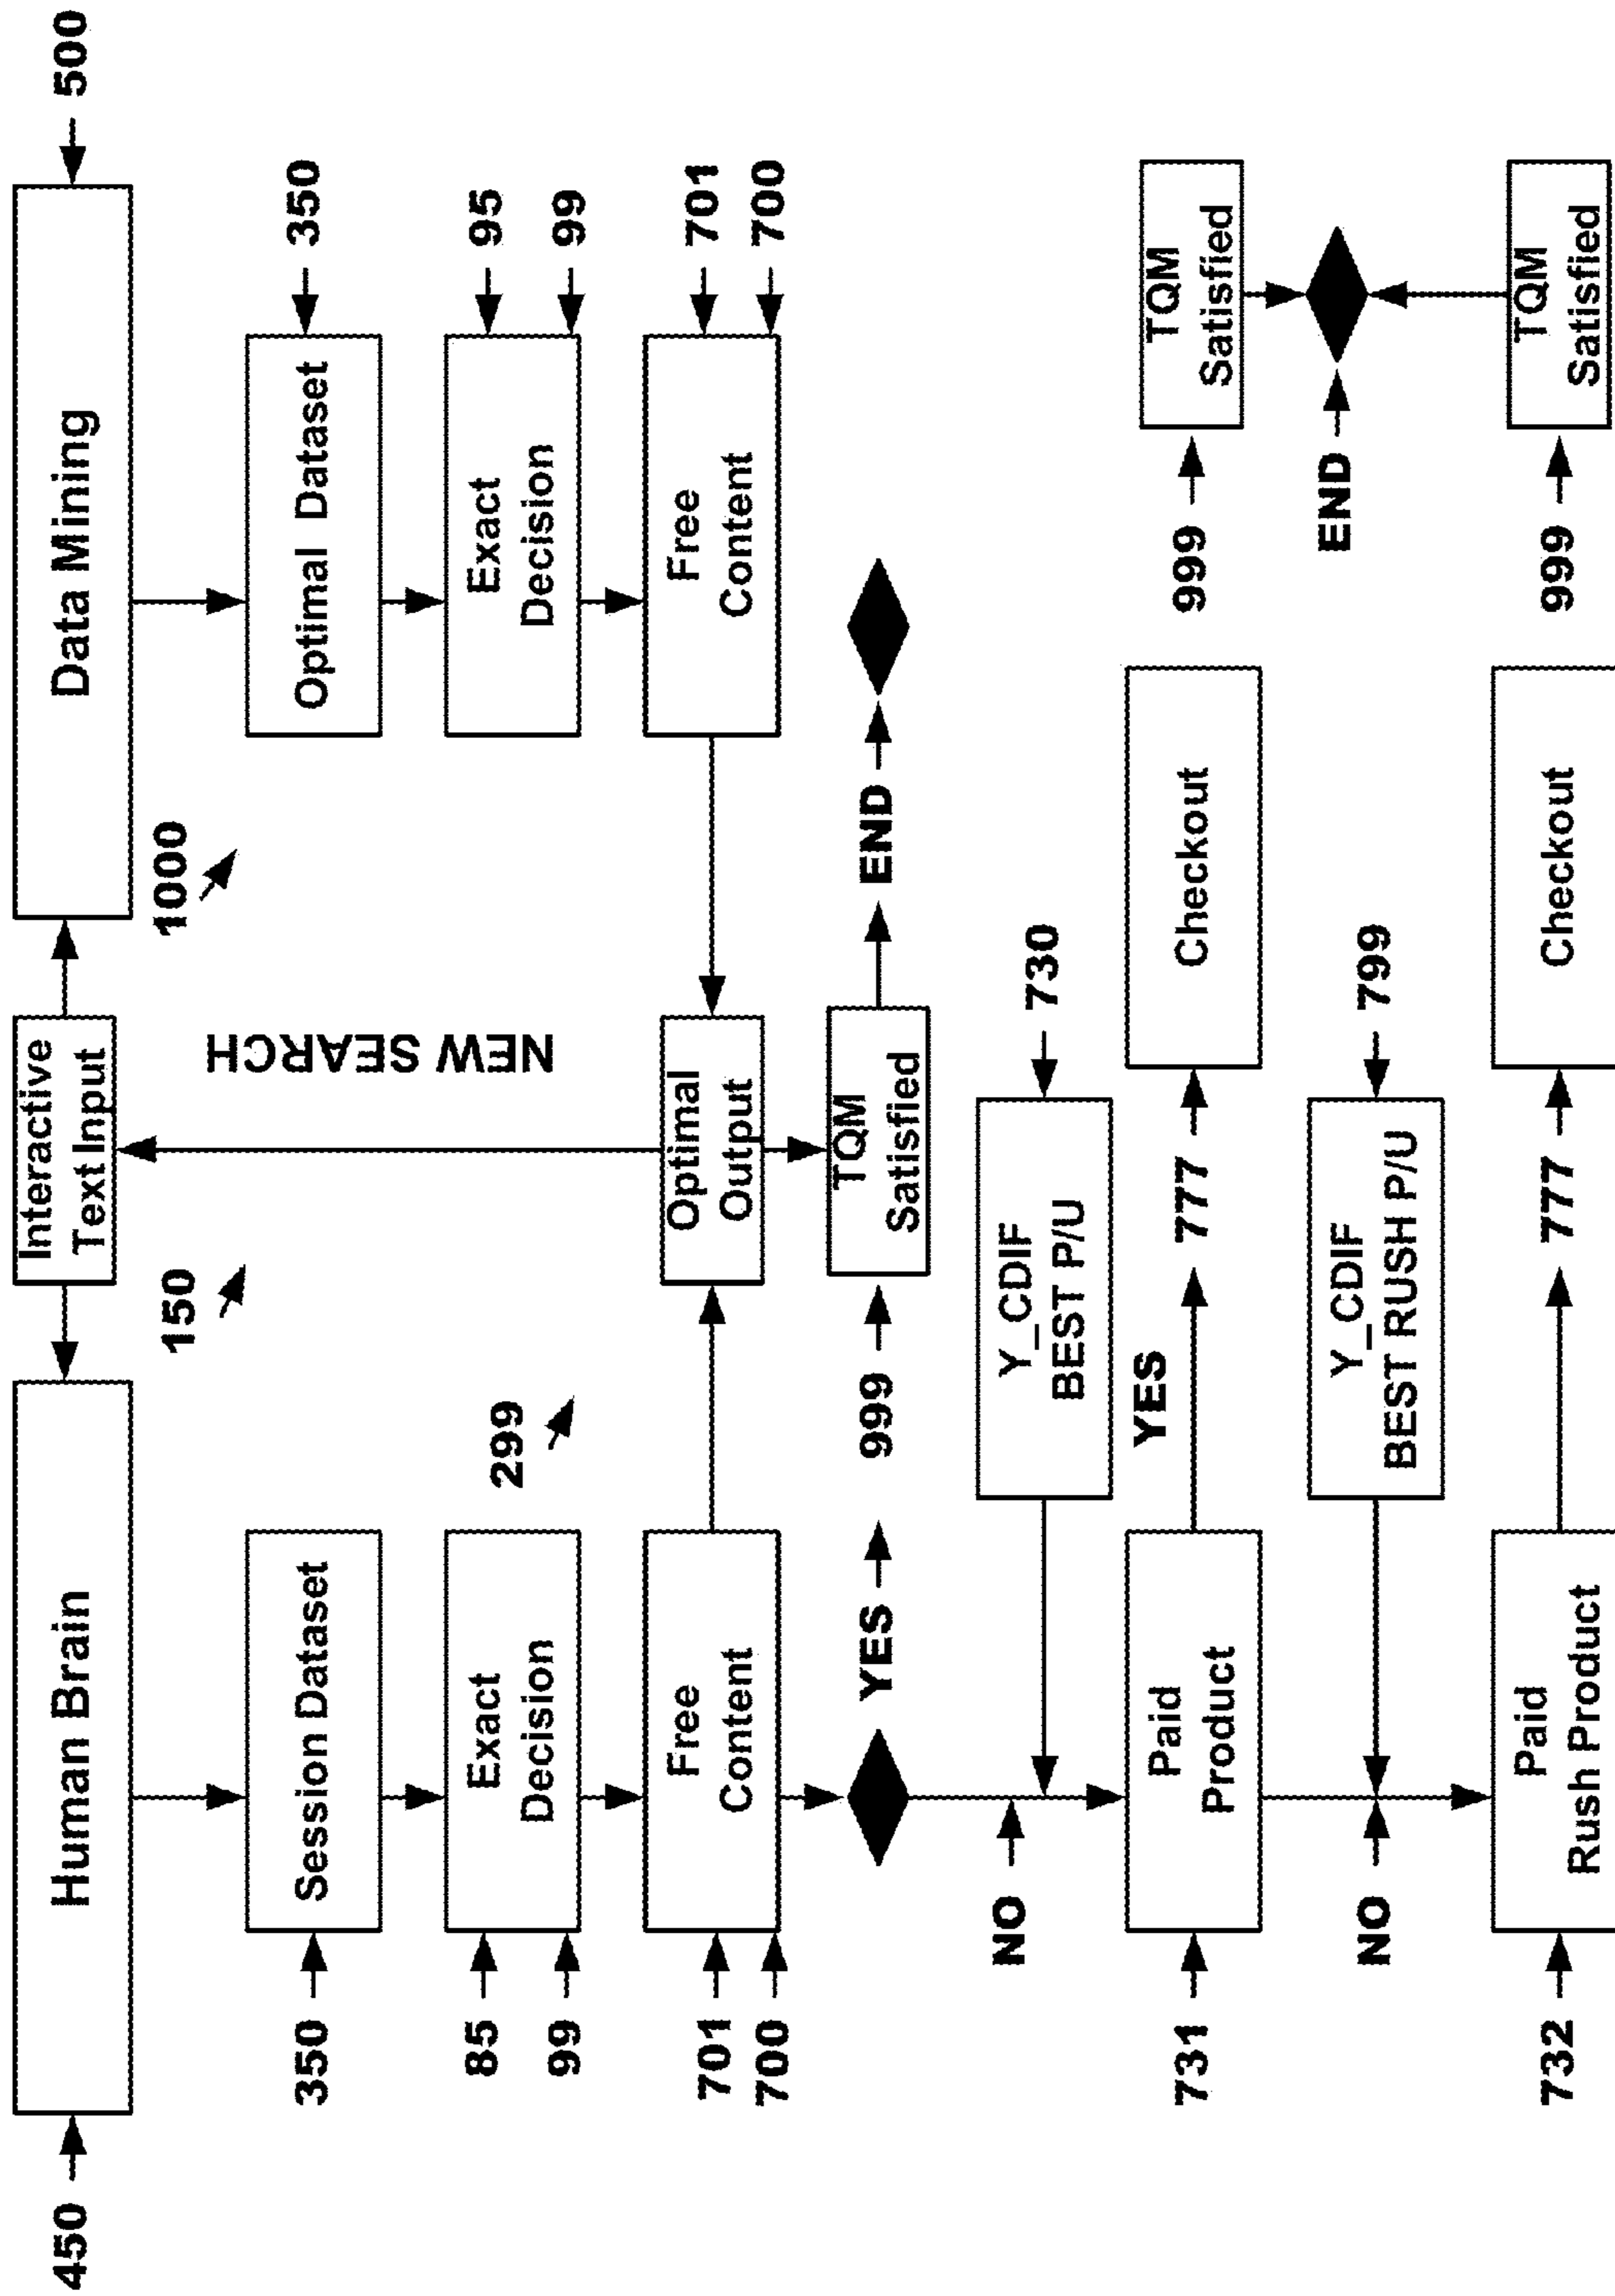 450
Human Brain
Interactive
Text Input
Data Mining
500
150
1000
NEW SEARCH
350
Session Dataset
Optimal Dataset
350
85
99
Exact
Decision
299
Exact
Decision
95
99
701
700
Free
Content
Optimal
Output
Free
Content
701
700
YES
999
TQM
Satisfied
END
NO
Y_CDIF
BEST P/U
730
731
Paid
Product
YES
777
Checkout
999
TQM
Satisfied
NO
Y_CDIF
BEST RUSH P/U
799
END
732
Paid
Rush Product
777
Checkout
999
TQM
Satisfied